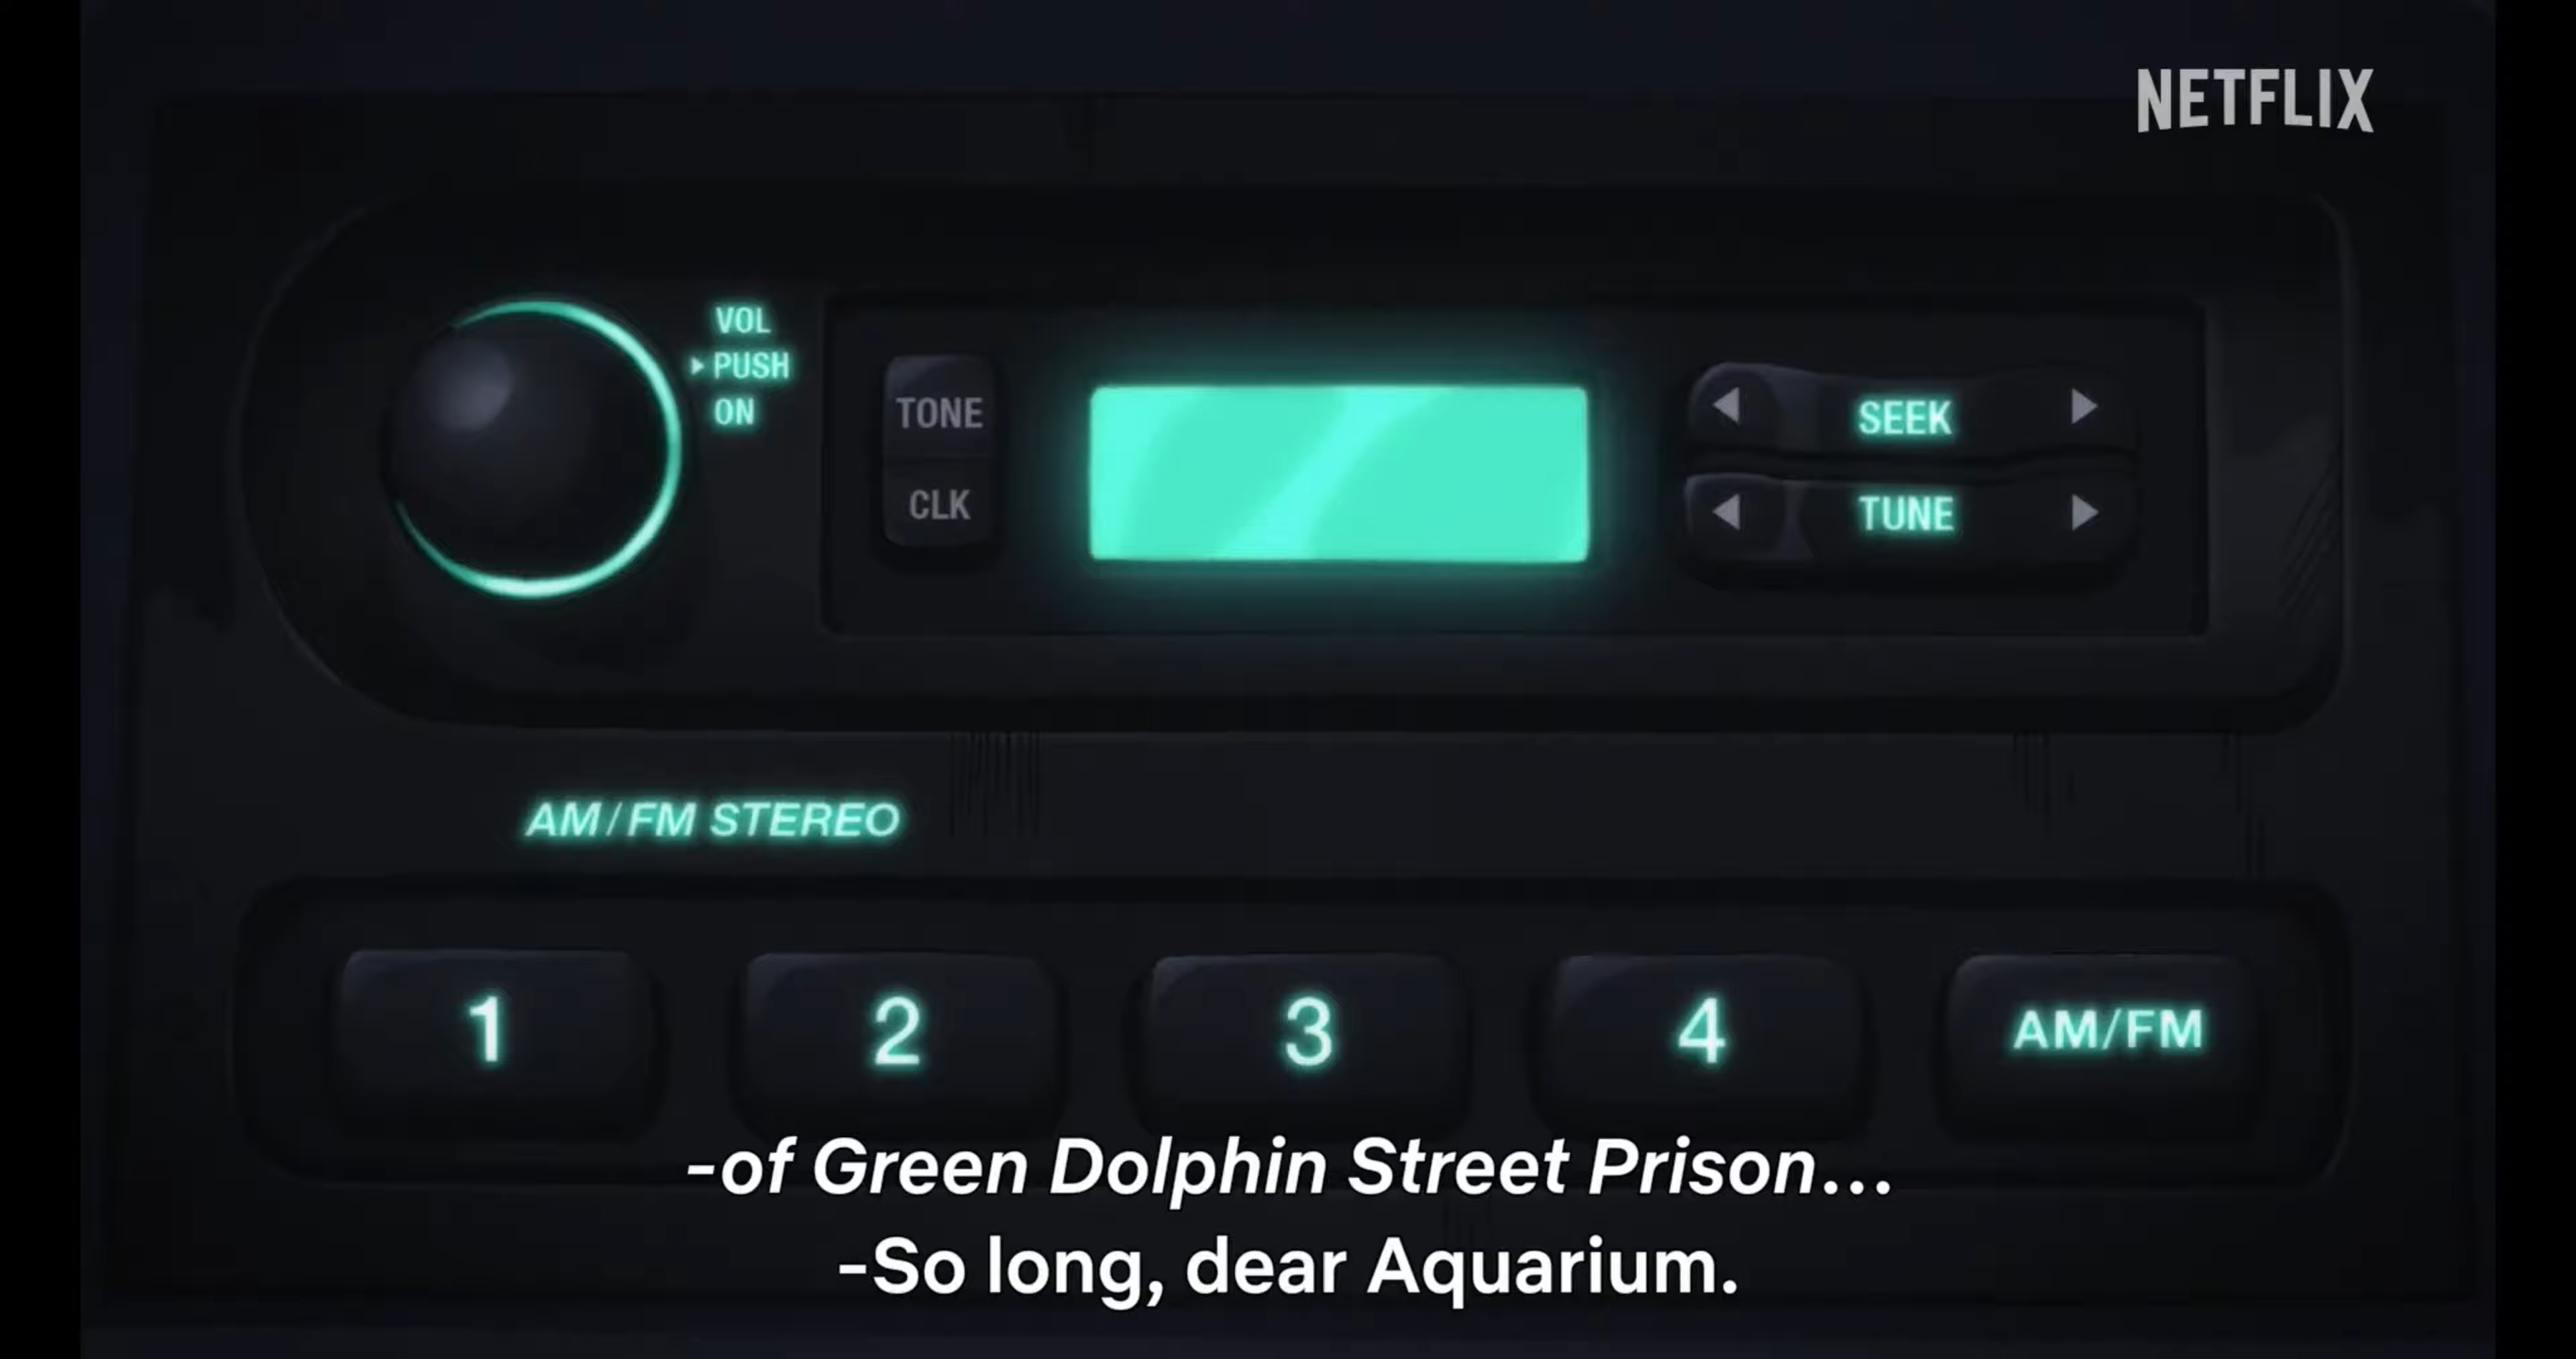 NETFLIX
VOL
PUSH
ON
TONE
CLK
SEEK
TUNE
AM/FM STEREO
1 2 3 4 AM/FM
-of Green Dolphin Street Prison...
-So long, dear Aquarium.